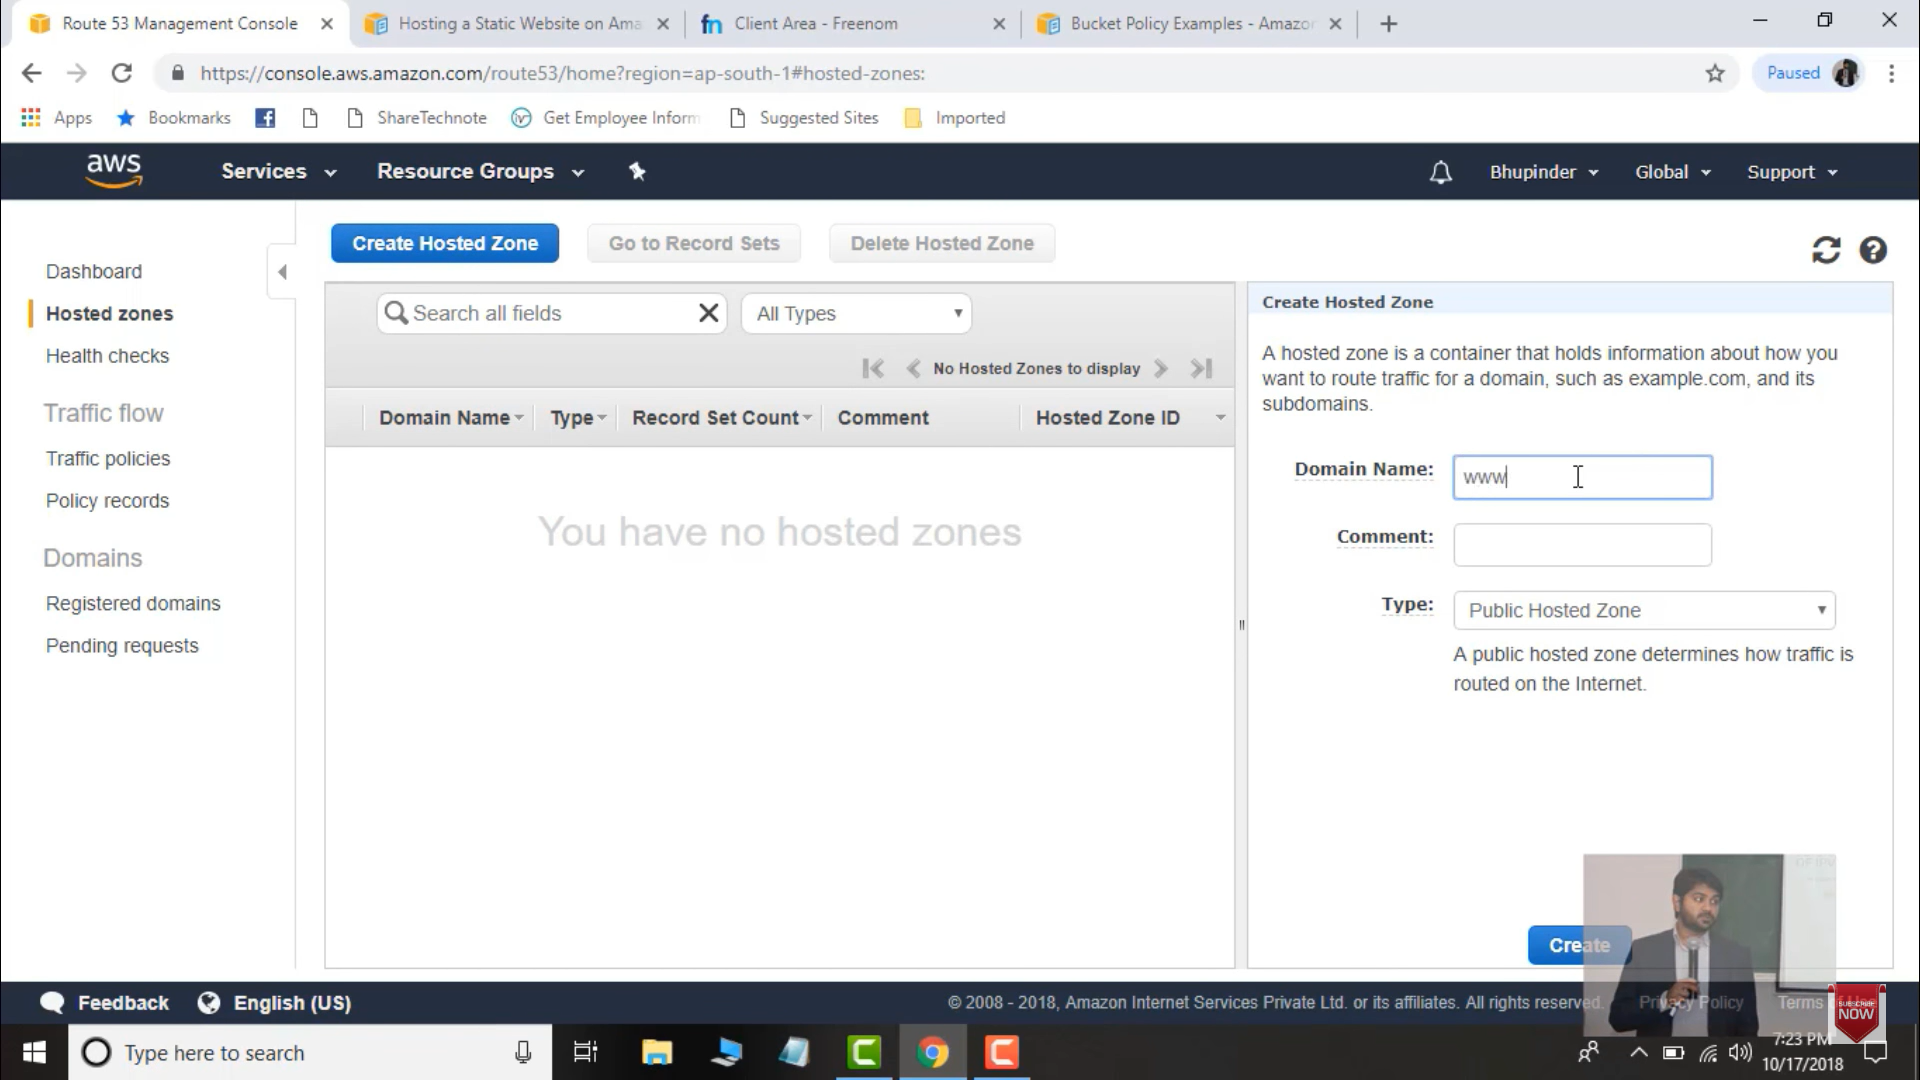 Route 53 Management Console
Hosting a Static Website on Ama
fn Client Area - Freenom
Bucket Policy Examples - Amazon
https://console.aws.amazon.com/route53/home?region=ap-south-1#hosted-zones:
Paused
Apps
Bookmarks
ShareTechnote
Get Employee Inform
Suggested Sites
Imported
aws
Services
Resource Groups
Bhupinder
Global
Support
Create Hosted Zone
Go to Record Sets
Delete Hosted Zone
Dashboard
Hosted zones
Health checks
Traffic flow
Traffic policies
Policy records
Domains
Registered domains
Pending requests
Search all fields
All Types
No Hosted Zones to display
Domain Name
Type
Record Set Count
Comment
Hosted Zone ID
You have no hosted zones
Create Hosted Zone
A hosted zone is a container that holds information about how you
want to route traffic for a domain, such as example.com, and its
subdomains.
Domain Name:
www
Comment:
Type:
Public Hosted Zone
A public hosted zone determines how traffic is
routed on the Internet.
Create
Feedback
English (US)
© 2008 - 2018, Amazon Internet Services Private Ltd. or its affiliates. All rights reserved.
Privacy Policy
Terms of Use
SUBSCRIBE
NOW
Type here to search
7:23 PM
10/17/2018